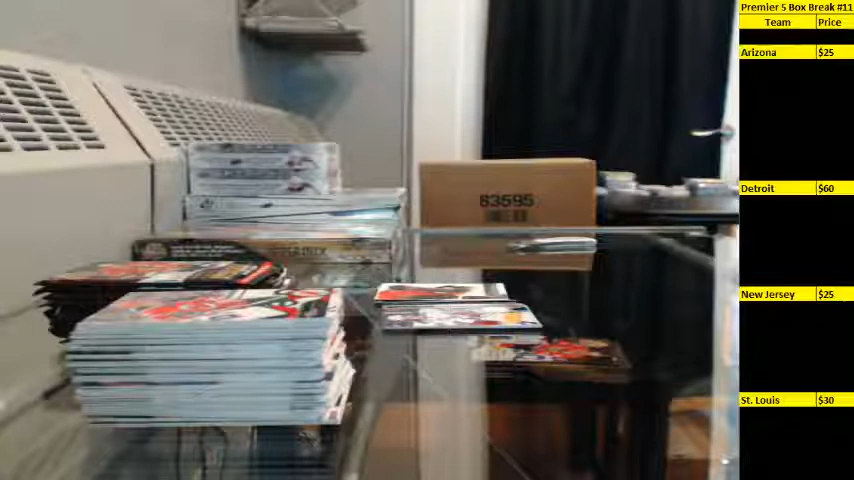 Premier 5 Box Break #11
Team Price
Arizona $25
Detroit $60
New Jersey $25
St. Louis $30
83595